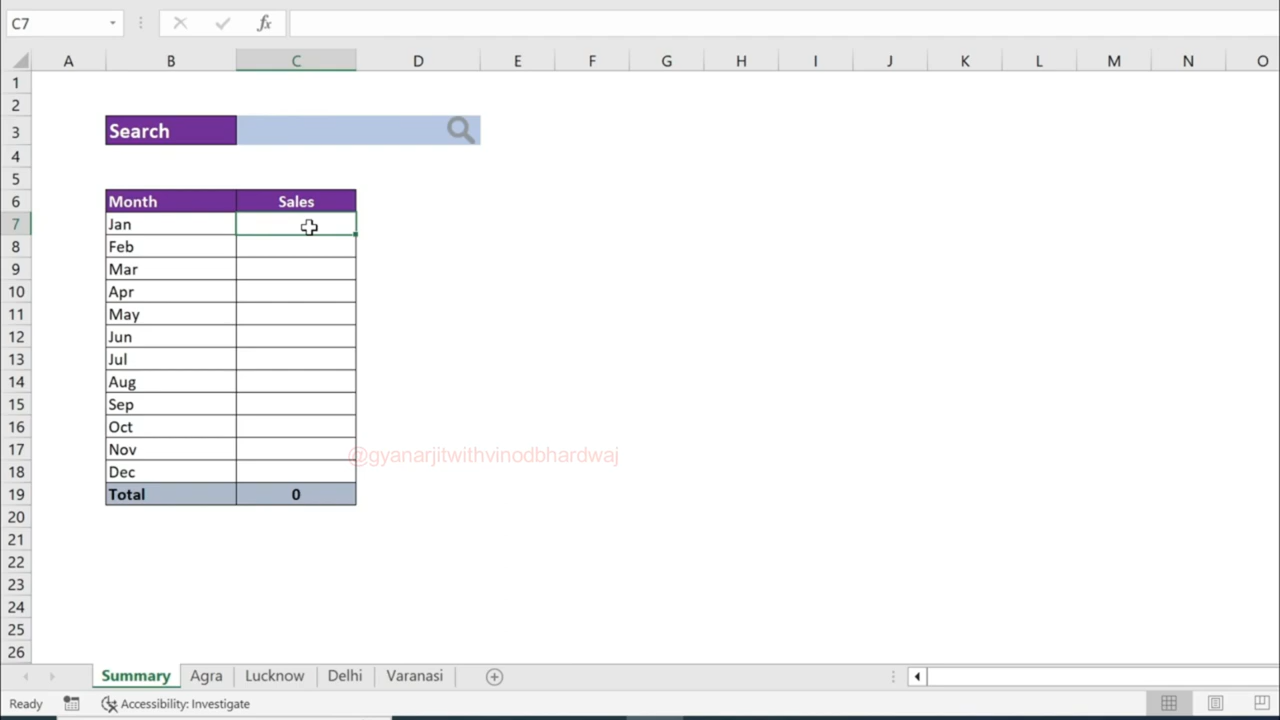 C7
fx
A B C D E F G H I J K L M N O
1
2
3 Search
4
5
6 Month Sales
7 Jan
8 Feb
9 Mar
10 Apr
11 May
12 Jun
13 Jul
14 Aug
15 Sep
16 Oct
17 Nov
@gyanarjitwithvinodbhardwaj
18 Dec
19 Total 0
20
21
22
23
24
25
26
Summary Agra Lucknow Delhi Varanasi
Ready Accessibility: Investigate